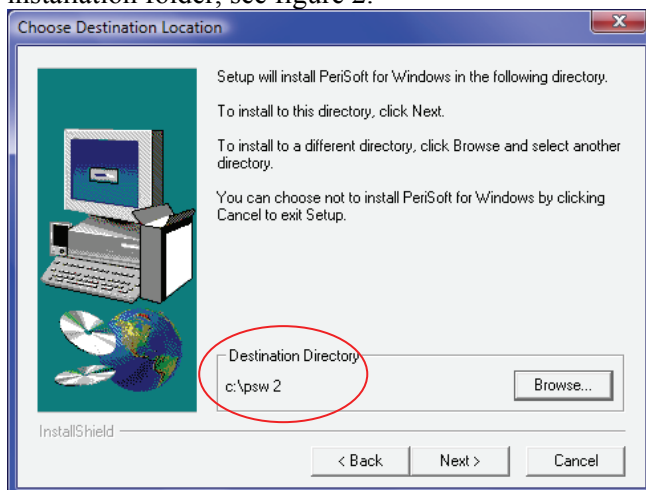 installation folder, see figure 2.
Choose Destination Location
Setup will install PeriSoft for Windows in the following directory.
To install to this directory, click Next.
To install to a different directory, click Browse and select another
directory.
You can choose not to install PeriSoft for Windows by clicking
Cancel to exit Setup.
Destination Directory
c:\psw 2
Browse...
InstallShield
< Back
Next >
Cancel